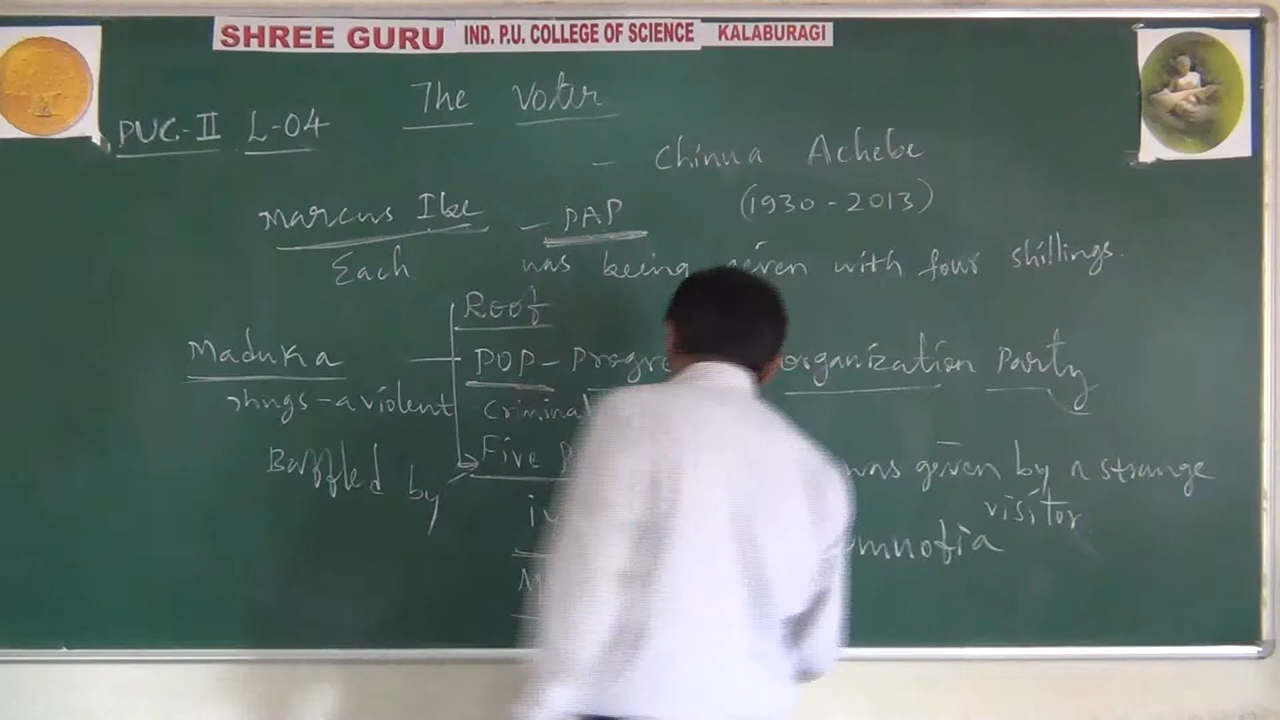 SHREE GURU IND. P.U. COLLEGE OF SCIENCE KALABURAGI
The Voter
PUC-II L-04
- Chinua Achebe
(1930-2013)
Marcus Ibe - PAP
Each was being given with four shillings.
Roof
Maduka POP- organization Party
Thugs-a violent criminal
Baffled by Five was given by a strange
visitor